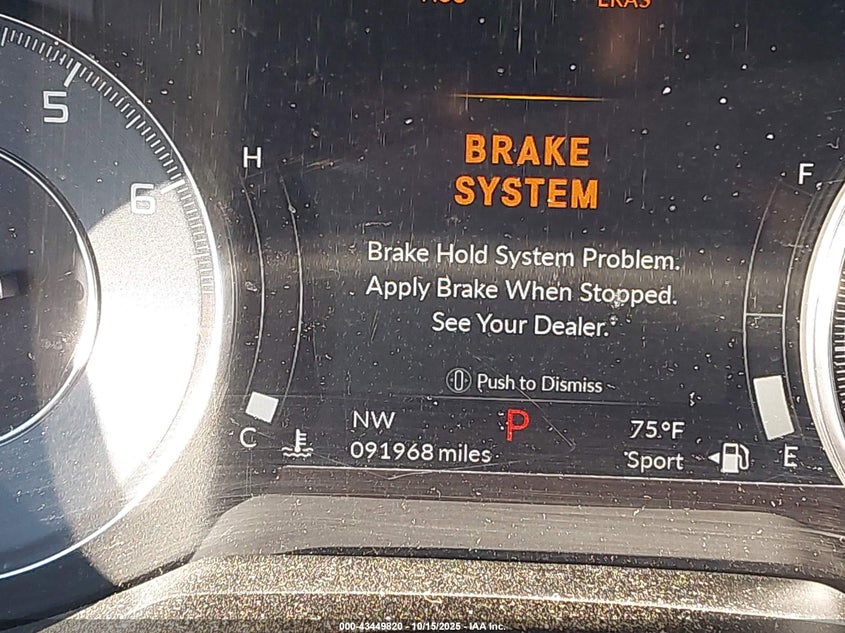 5
6
H
BRAKE
SYSTEM
F
Brake Hold System Problem.
Apply Brake When Stopped.
See Your Dealer.
Push to Dismiss
C
NW
P
75°F
091968 miles
Sport
E
000-43449820 - 10/15/2025 - IAA Inc.